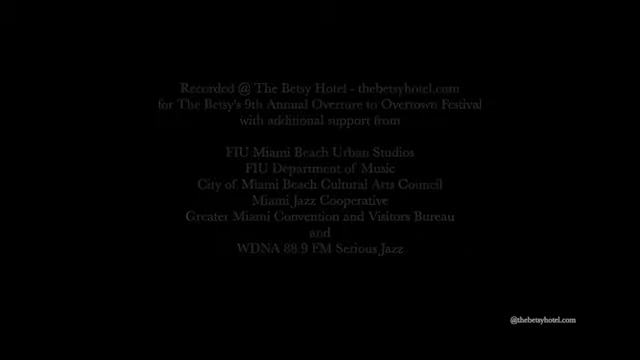 Recorded @ The Betsy Hotel - thebetsyhotel.com
for The Betsy's 9th Annual Overture to Overtown Festival
with additional support from
FIU Miami Beach Urban Studios
FIU Department of Music
City of Miami Beach Cultural Arts Council
Miami Jazz Cooperative
Greater Miami Convention and Visitors Bureau
and
WDNA 88.9 FM Serious Jazz
@thebetsyhotel.com